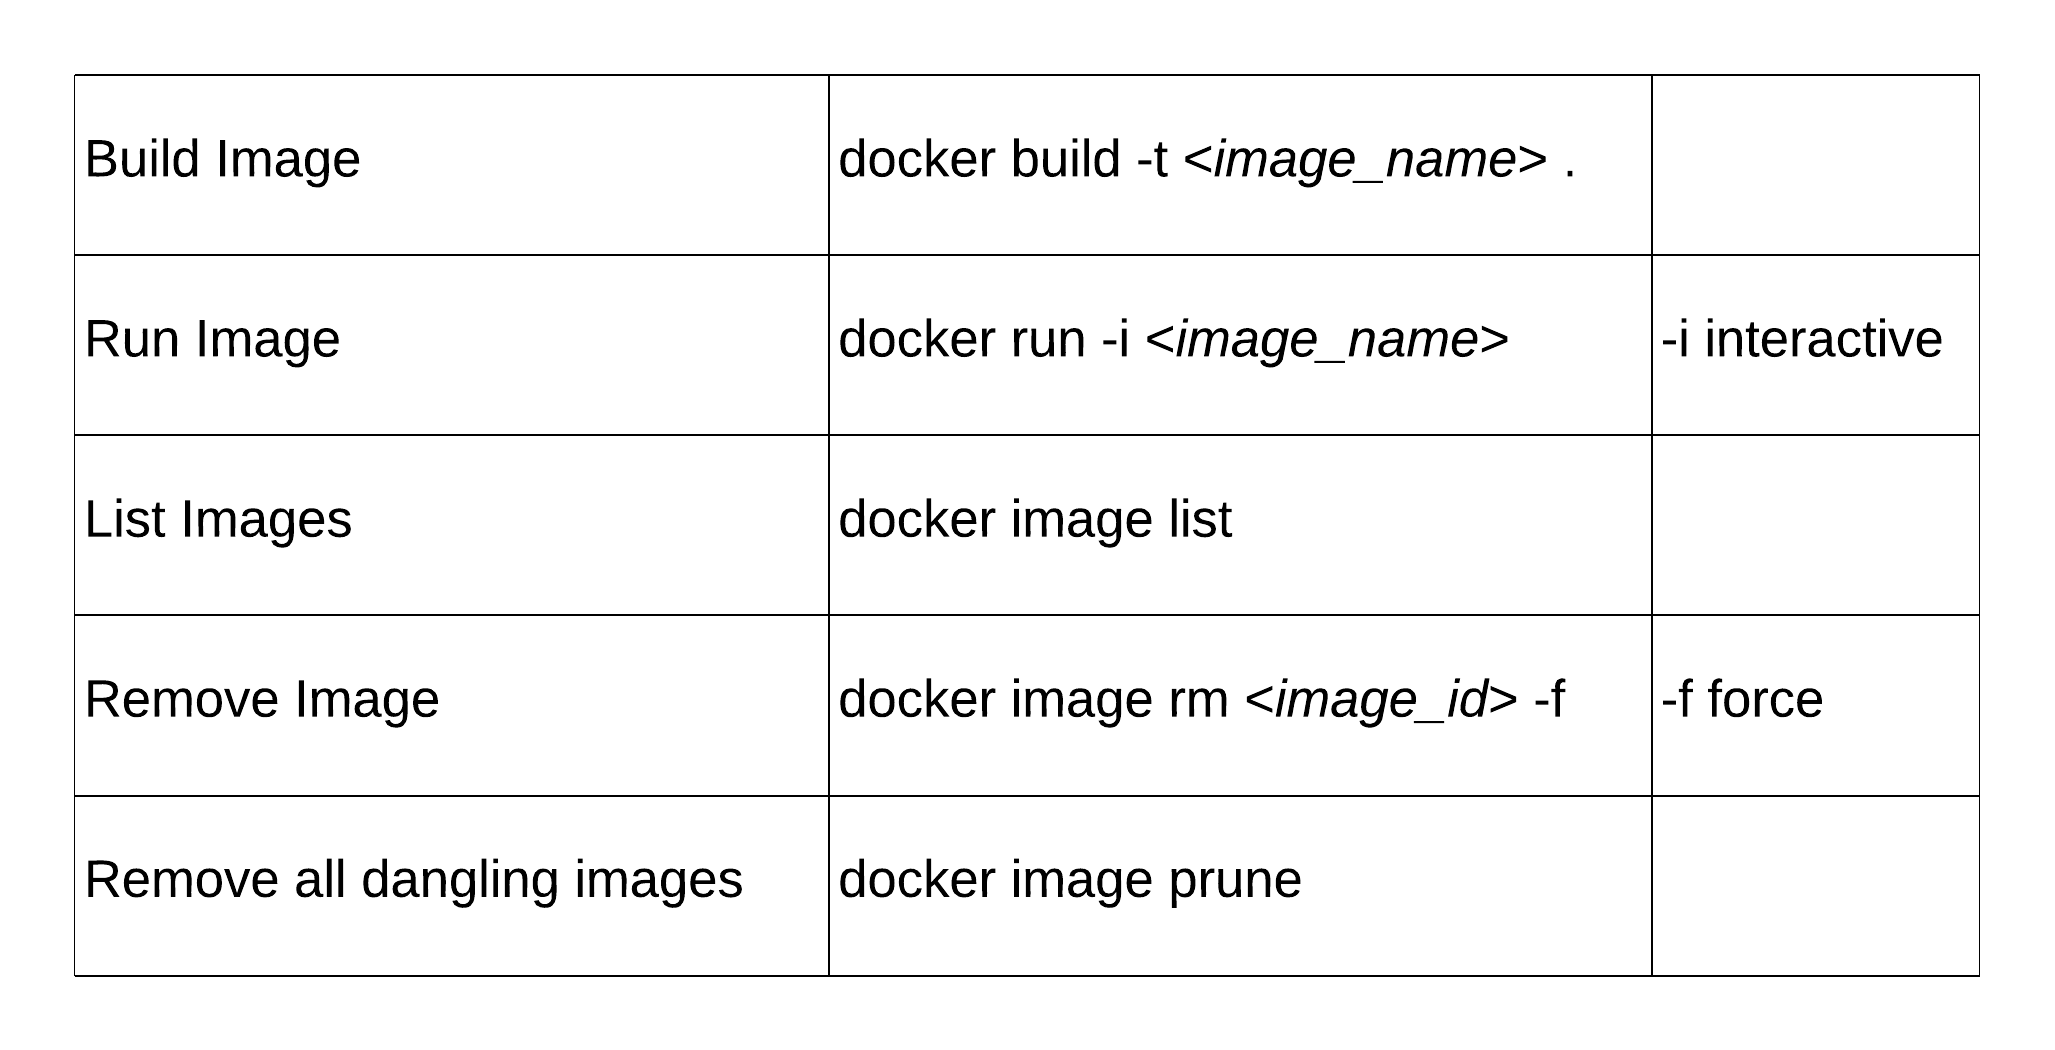 Build Image
docker build -t <image_name> .
Run Image
docker run -i <image_name>
-i interactive
List Images
docker image list
Remove Image
docker image rm <image_id> -f
-f force
Remove all dangling images
docker image prune